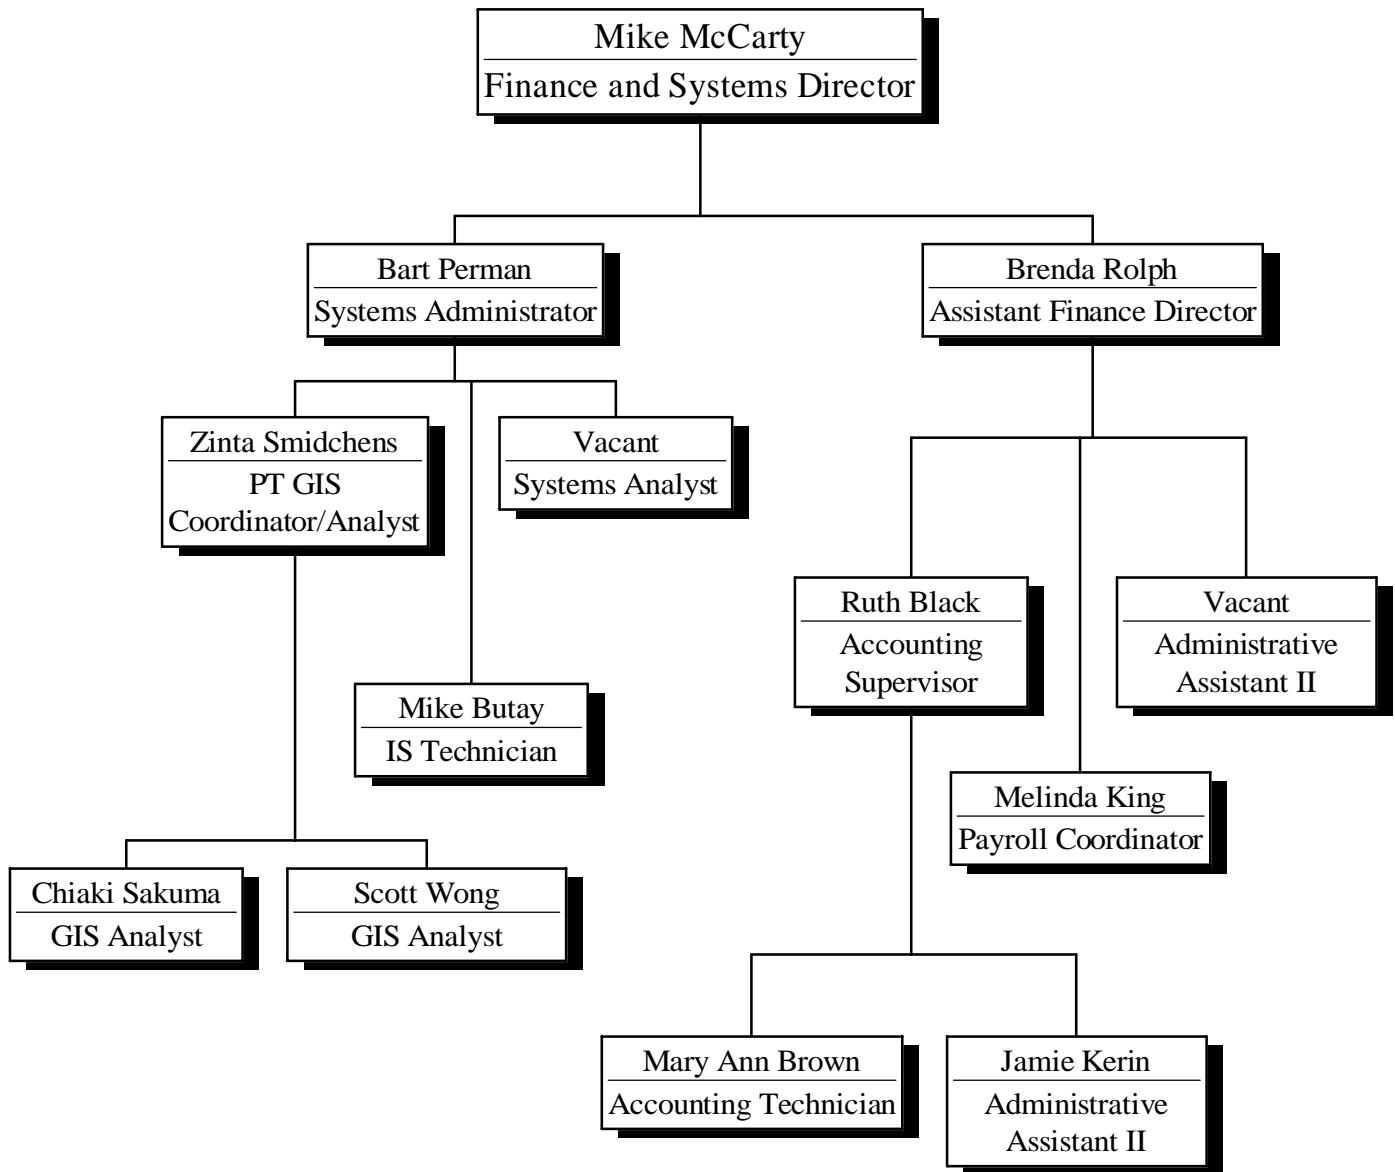 Mike McCarty
Finance and Systems Director
Bart Perman
Systems Administrator
Brenda Rolph
Assistant Finance Director
Zinta Smidchens
PT GIS
Coordinator/Analyst
Vacant
Systems Analyst
Mike Butay
IS Technician
Chiaki Sakuma
GIS Analyst
Scott Wong
GIS Analyst
Ruth Black
Accounting
Supervisor
Vacant
Administrative
Assistant II
Melinda King
Payroll Coordinator
Mary Ann Brown
Accounting Technician
Jamie Kerin
Administrative
Assistant II